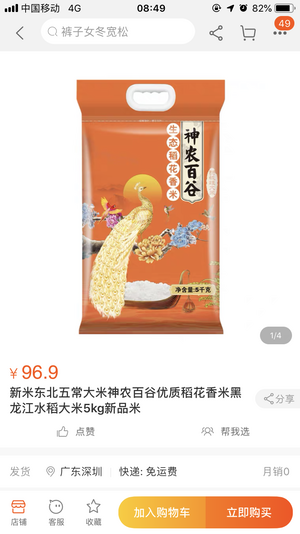 中国移动 4G 08:49 82%
裤子女冬宽松
49
神农百谷
生态稻花香米
净含量:5千克
1/4
¥96.9
新米东北五常大米神农百谷优质稻花香米黑
龙江水稻大米5kg新品米
分享
点赞 帮我选
发货 广东深圳 快递: 免运费 月销0
店铺 客服 收藏 加入购物车 立即购买